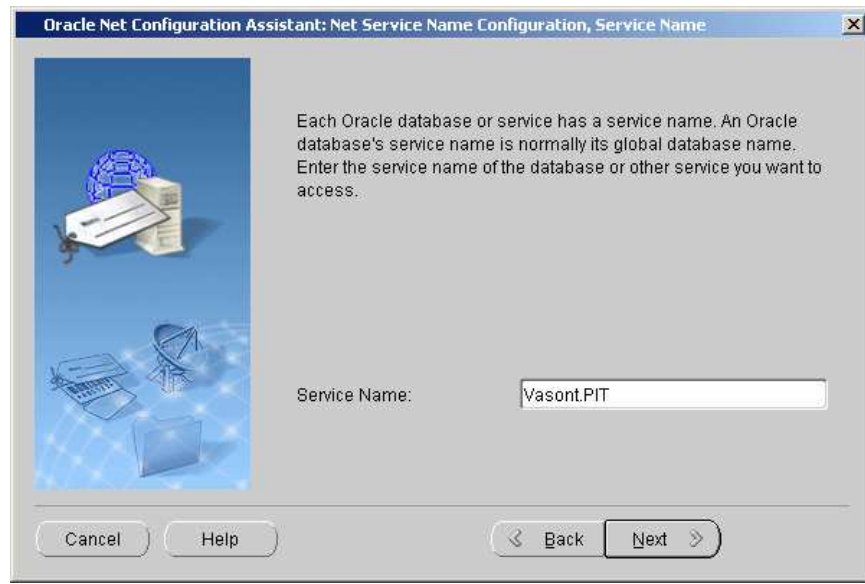 Oracle Net Configuration Assistant: Net Service Name Configuration, Service Name
Each Oracle database or service has a service name. An Oracle
database's service name is normally its global database name.
Enter the service name of the database or other service you want to
access.
Service Name:
Vasont.PIT
Cancel
Help
Back
Next